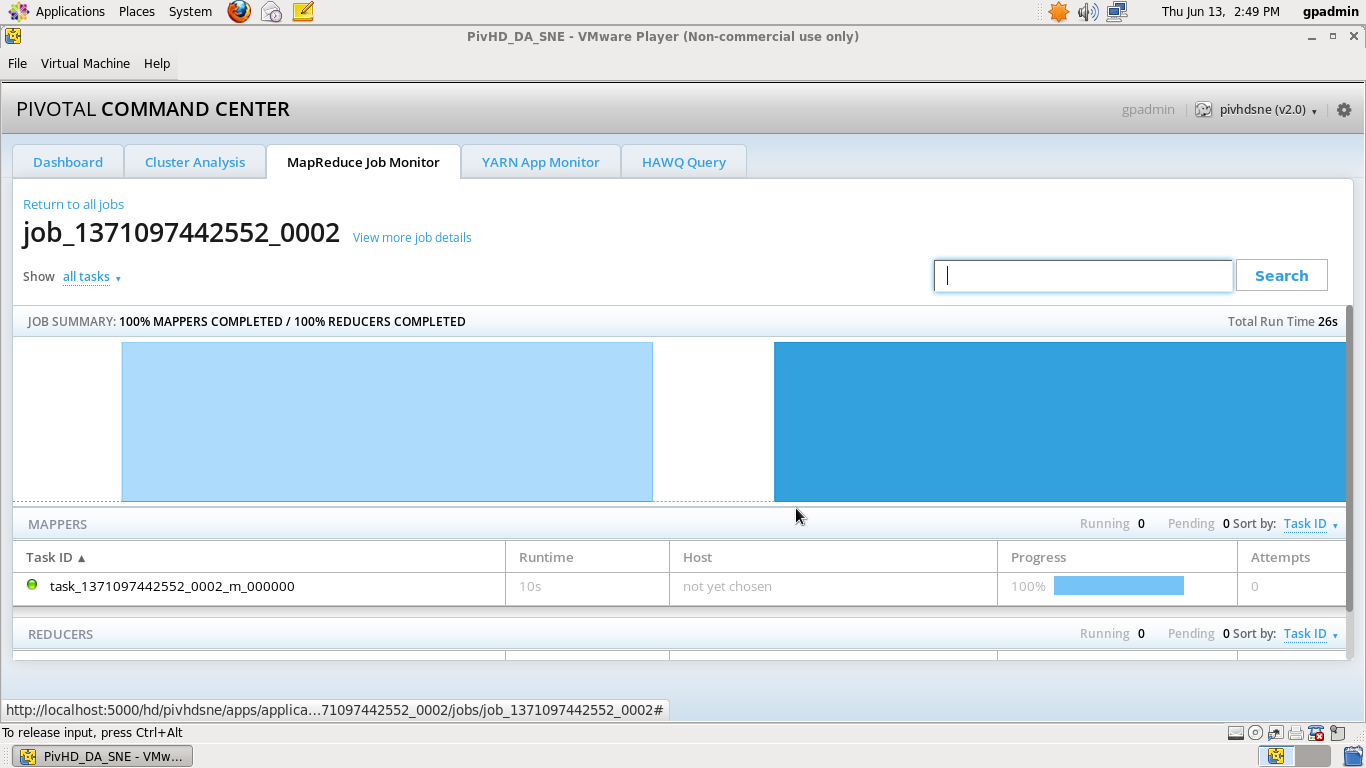 Applications Places System Thu Jun 13, 2:49 PM gpadmin
PivHD_DA_SNE - VMware Player (Non-commercial use only)
File Virtual Machine Help
PIVOTAL COMMAND CENTER gpadmin pivhdsne (v2.0)
Dashboard Cluster Analysis MapReduce Job Monitor YARN App Monitor HAWQ Query
Return to all jobs
job_1371097442552_0002 View more job details
Show all tasks Search
JOB SUMMARY: 100% MAPPERS COMPLETED / 100% REDUCERS COMPLETED Total Run Time 26s
MAPPERS Running 0 Pending 0 Sort by: Task ID
Task ID Runtime Host Progress Attempts
task_1371097442552_0002_m_000000 10s not yet chosen 100% 0
REDUCERS Running 0 Pending 0 Sort by: Task ID
http://localhost:5000/hd/pivhdsne/apps/applica...71097442552_0002/jobs/job_1371097442552_0002#
To release input, press Ctrl+Alt
PivHD_DA_SNE - VMw...